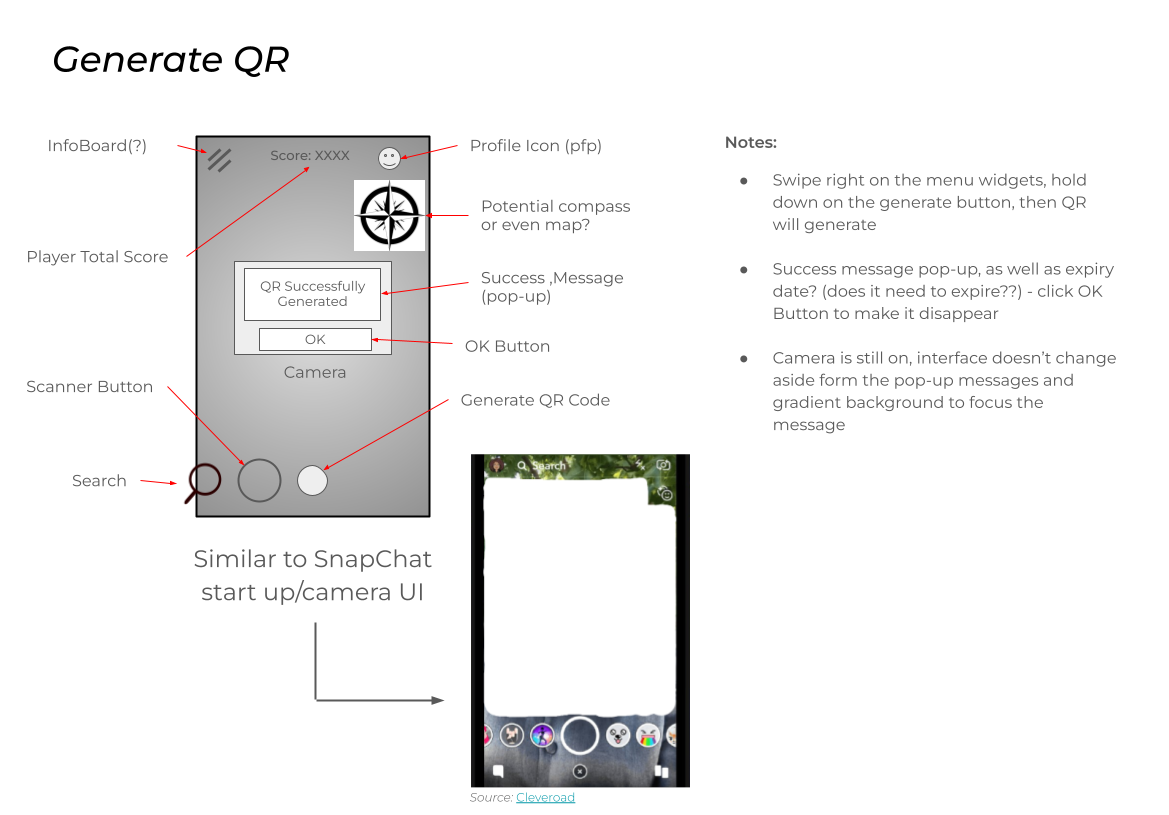 Generate QR
InfoBoard(?)
Score: XXXX
Profile Icon (pfp)
Potential compass
or even map?
Player Total Score
Success ,Message
(pop-up)
QR Successfully
Generated
OK
OK Button
Camera
Scanner Button
Generate QR Code
Search
Similar to SnapChat
start up/camera UI
Search
Source: Cleveroad
Notes:
● Swipe right on the menu widgets, hold
down on the generate button, then QR
will generate
● Success message pop-up, as well as expiry
date? (does it need to expire??) - click OK
Button to make it disappear
● Camera is still on, interface doesn’t change
aside form the pop-up messages and
gradient background to focus the
message